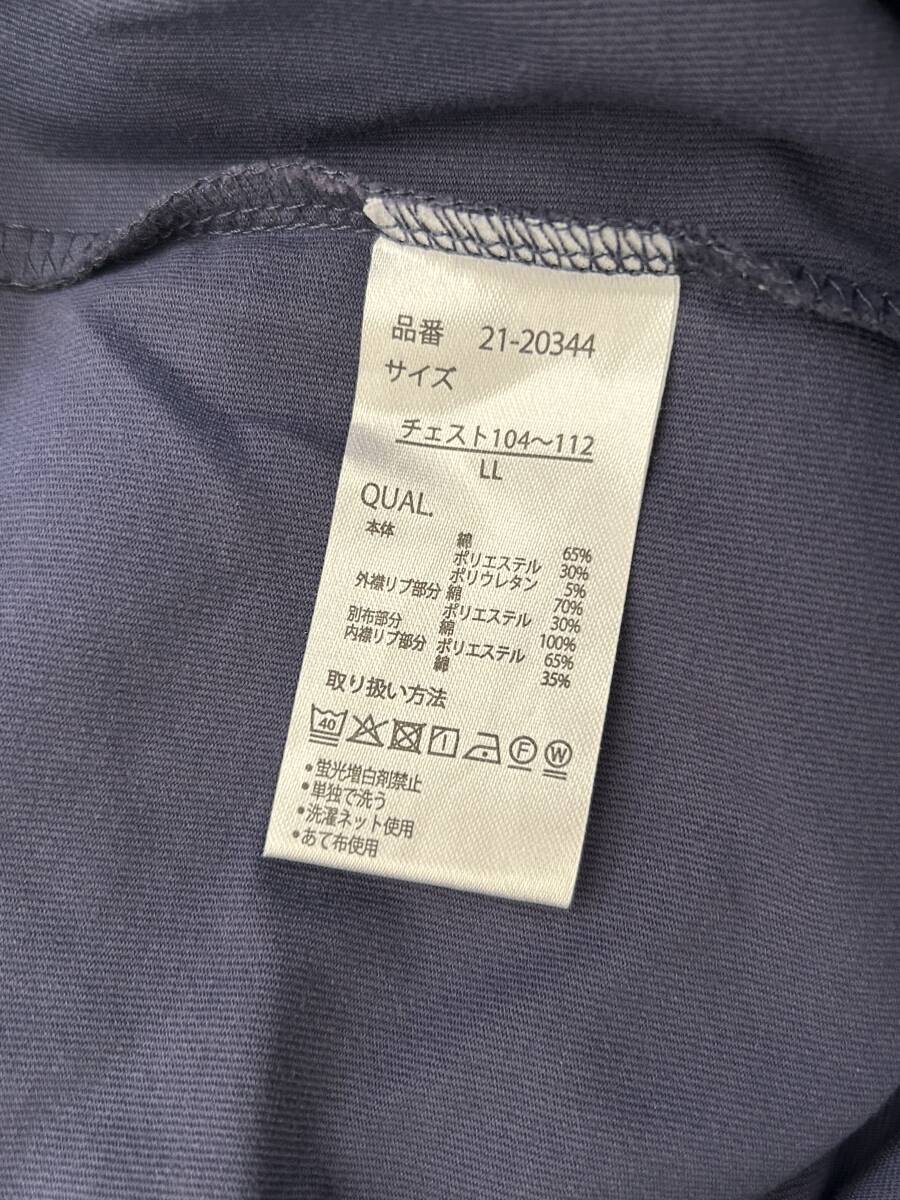 品番 21-20344
サイズ
チェスト104～112
LL
QUAL.
本体 綿 65%
ポリエステル 30%
ポリウレタン 5%
外襟リブ部分 綿 70%
ポリエステル 30%
別布部分 綿 100%
内襟リブ部分 ポリエステル 65%
綿 35%
取り扱い方法
40 F W
•蛍光増白剤禁止
•単独で洗う
•洗濯ネット使用
•あて布使用